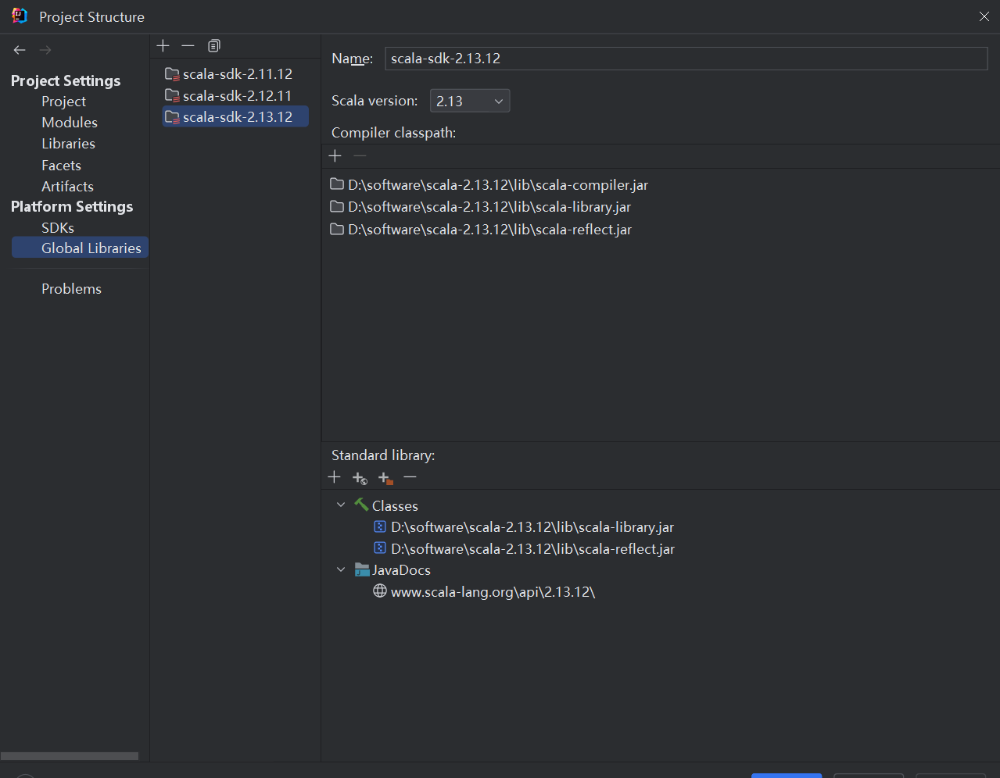 Project Structure
Project Settings
Project
Modules
Libraries
Facets
Artifacts
Platform Settings
SDKs
Global Libraries
Problems
scala-sdk-2.11.12
scala-sdk-2.12.11
scala-sdk-2.13.12
Name: scala-sdk-2.13.12
Scala version: 2.13
Compiler classpath:
D:\software\scala-2.13.12\lib\scala-compiler.jar
D:\software\scala-2.13.12\lib\scala-library.jar
D:\software\scala-2.13.12\lib\scala-reflect.jar
Standard library:
Classes
D:\software\scala-2.13.12\lib\scala-library.jar
D:\software\scala-2.13.12\lib\scala-reflect.jar
JavaDocs
www.scala-lang.org\api\2.13.12\